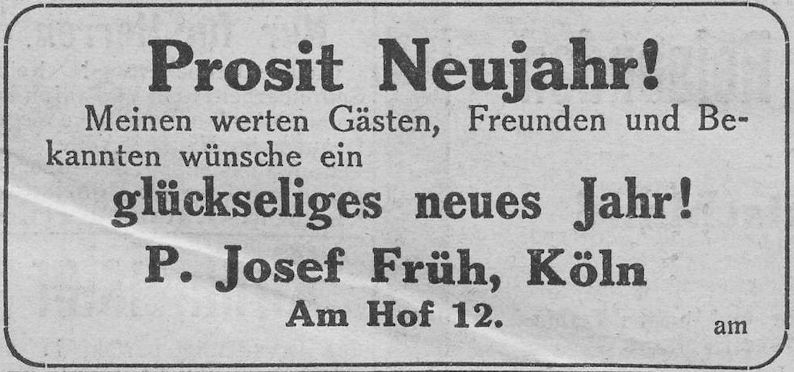 Prosit Neujahr!
Meinen werten Gästen, Freunden und Be-
kannten wünsche ein
glückseliges neues Jahr!
P. Josef Früh, Köln
Am Hof 12.
am